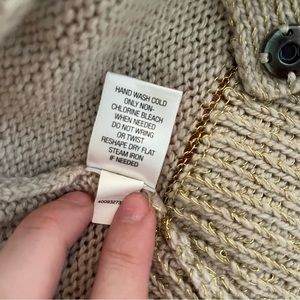 HAND WASH COLD
ONLY NON-
CHLORINE BLEACH
WHEN NEEDED
DO NOT WRING
OR TWIST
RESHAPE DRY FLAT
STEAM IRON
IF NEEDED